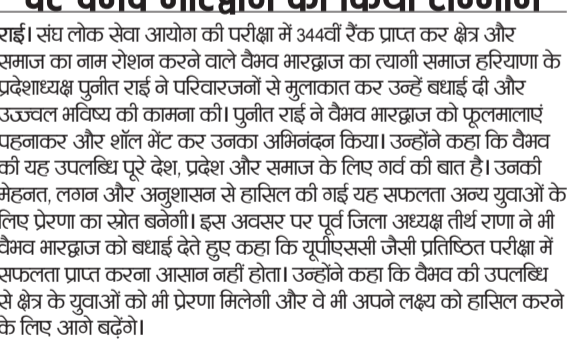 राई। संघ लोक सेवा आयोग की परीक्षा में 344वीं रैंक प्राप्त कर क्षेत्र और
समाज का नाम रोशन करने वाले वैभव भारद्वाज का त्यागी समाज हरियाणा के
प्रदेशाध्यक्ष पुनीत राई ने परिवारजनों से मुलाकात कर उन्हें बधाई दी और
उज्ज्वल भविष्य की कामना की। पुनीत राई ने वैभव भारद्वाज को फूलमालाएं
पहनाकर और शॉल भेंट कर उनका अभिनंदन किया। उन्होंने कहा कि वैभव
की यह उपलब्धि पूरे देश, प्रदेश और समाज के लिए गर्व की बात है। उनकी
मेहनत, लगन और अनुशासन से हासिल की गई यह सफलता अन्य युवाओं के
लिए प्रेरणा का स्रोत बनेगी। इस अवसर पर पूर्व जिला अध्यक्ष तीर्थ राणा ने भी
वैभव भारद्वाज को बधाई देते हुए कहा कि यूपीएससी जैसी प्रतिष्ठित परीक्षा में
सफलता प्राप्त करना आसान नहीं होता। उन्होंने कहा कि वैभव की उपलब्धि
से क्षेत्र के युवाओं को भी प्रेरणा मिलेगी और वे भी अपने लक्ष्य को हासिल करने
के लिए आगे बढ़ेंगे।